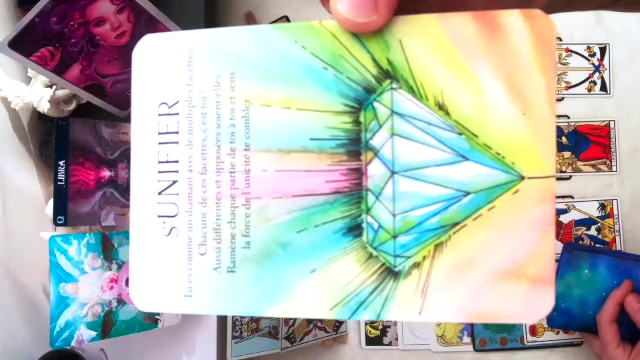 S'UNIFIER
Tu es comme un diamant avec de multiples facettes
Chacune de ces facettes, c'est toi !
Aussi différentes et opposées soient-elles
Ramène chaque partie de toi à toi et sens
la force de l'unicité te combler.
LIBRA